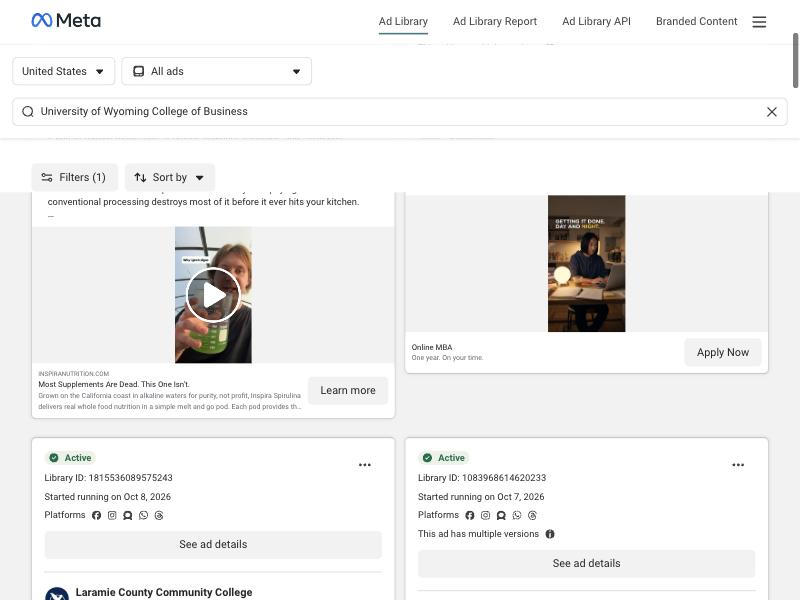 Meta
Ad Library
Ad Library Report
Ad Library API
Branded Content
United States
All ads
University of Wyoming College of Business
Filters (1)
Sort by
conventional processing destroys most of it before it ever hits your kitchen.
...
INSPIRANUTRITION.COM
Most Supplements Are Dead. This One Isn't.
Grown on the California coast in alkaline waters for purity, not profit, Inspira Spirulina
delivers real whole food nutrition in a simple melt and go pod. Each pod provides th...
Learn more
GETTING IT DONE.
DAY AND NIGHT.
Online MBA
One year. On your time.
Apply Now
Active
Library ID: 1815536089575243
Started running on Oct 8, 2026
Platforms
See ad details
Laramie County Community College
Active
Library ID: 1083968614620233
Started running on Oct 7, 2026
Platforms
This ad has multiple versions
See ad details